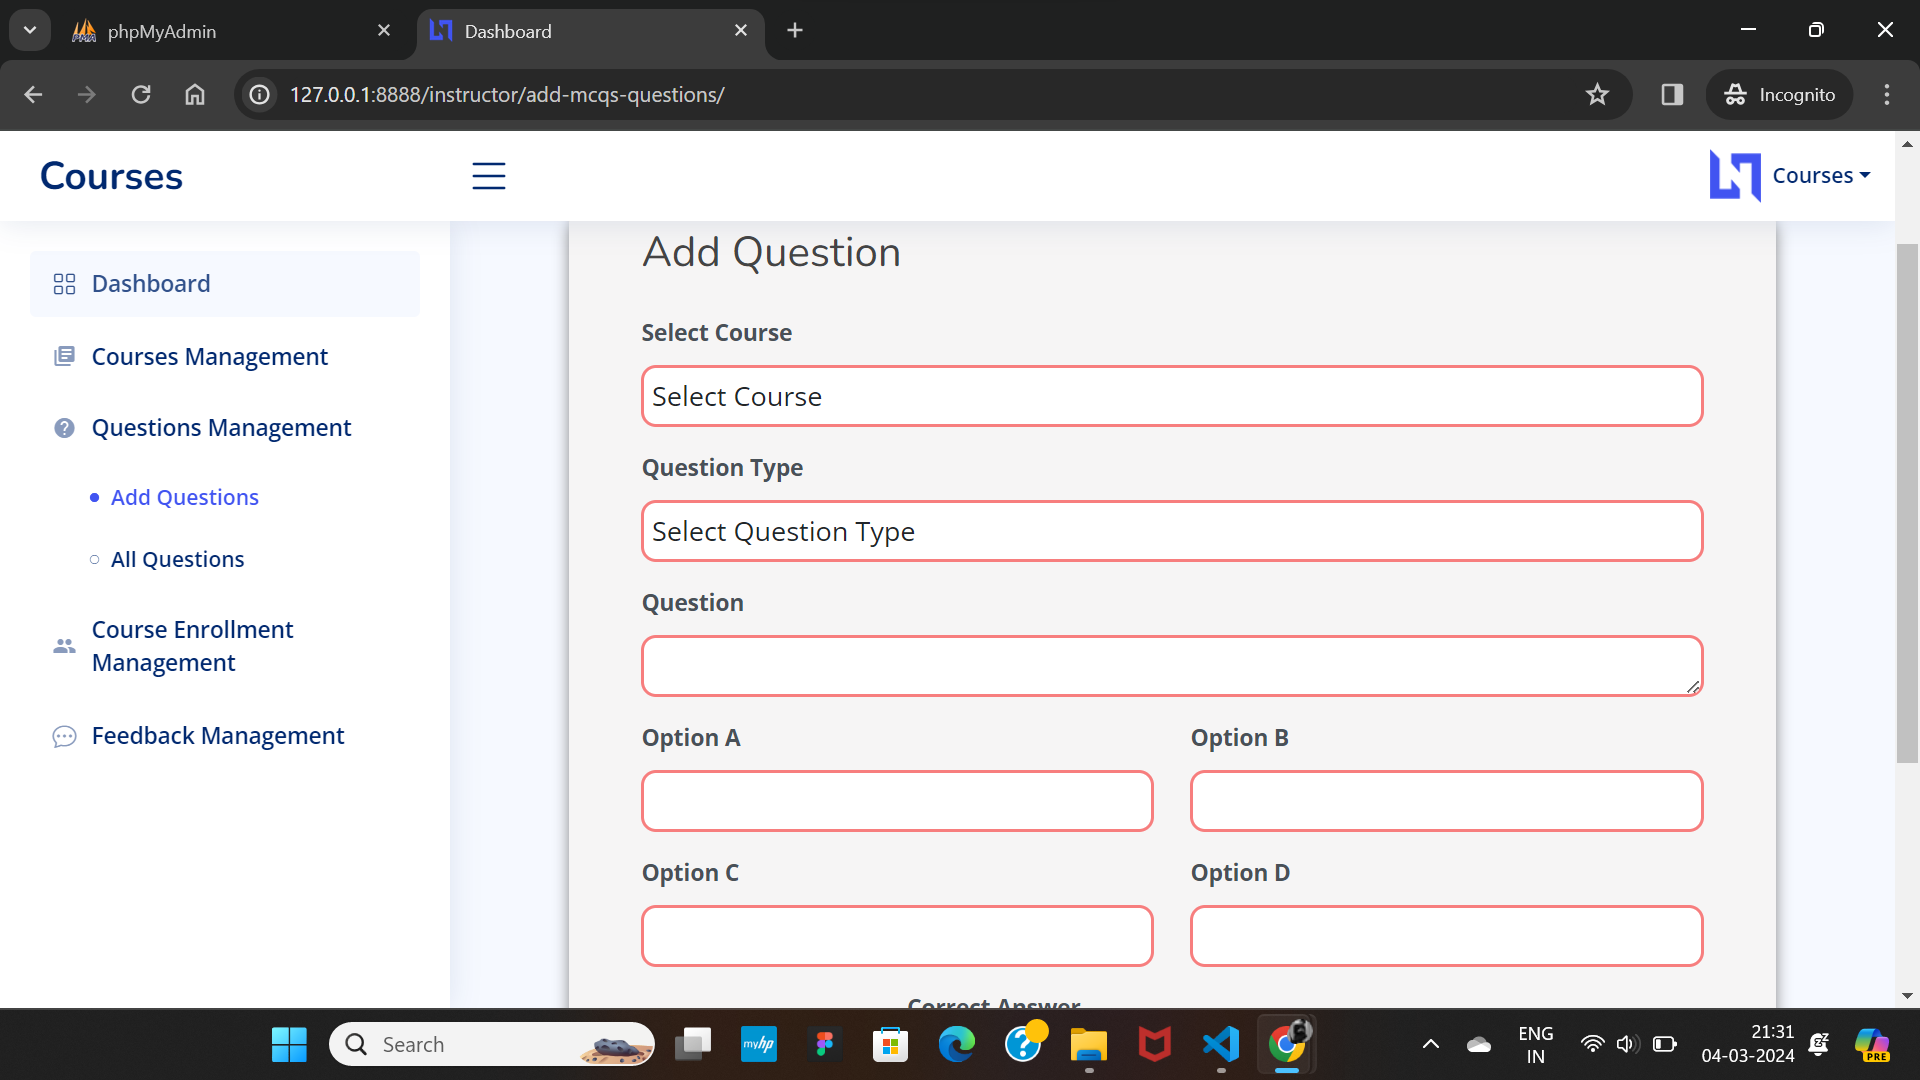 phpMyAdmin
Dashboard
127.0.0.1:8888/instructor/add-mcqs-questions/
Incognito
Courses
Courses
Dashboard
Courses Management
Questions Management
Add Questions
All Questions
Course Enrollment
Management
Feedback Management
Add Question
Select Course
Select Course
Question Type
Select Question Type
Question
Option A
Option B
Option C
Option D
Correct Answer
Search
myhp
ENG
IN
21:31
04-03-2024
PRE